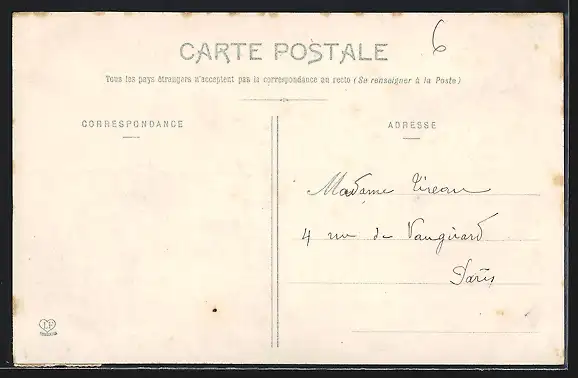 6
CARTE POSTALE
Tous les pays étrangers n'acceptent pas la correspondance au recto (Se renseigner à la Poste)
CORRESPONDANCE
ADRESSE
Madame Tireau
4 rue de Vaugirard
Paris